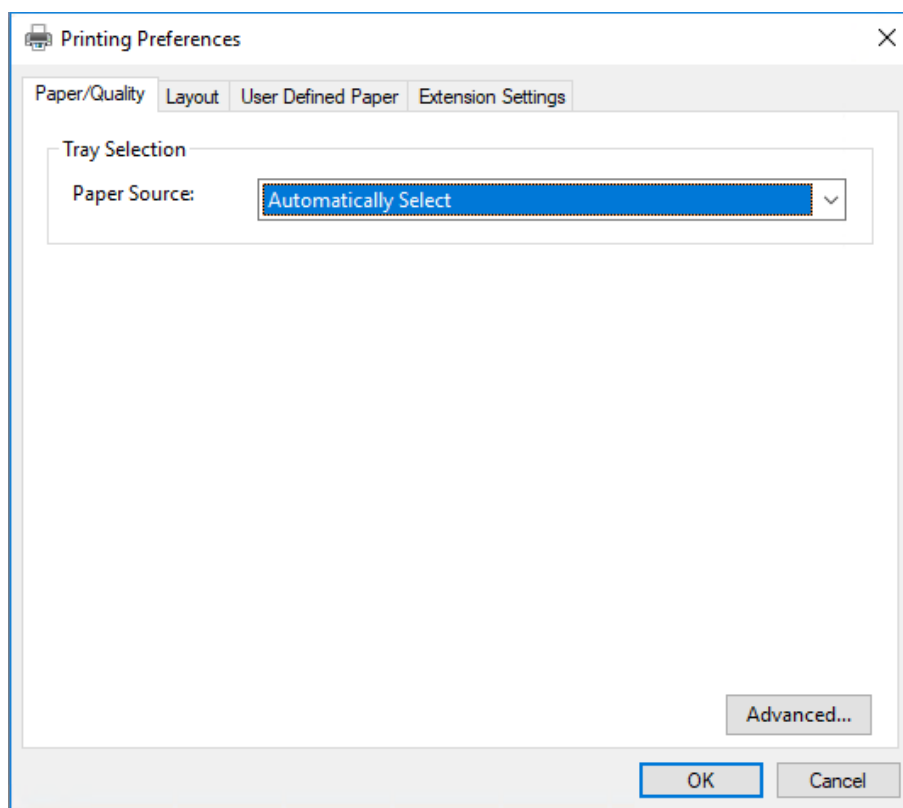 Printing Preferences
Paper/Quality Layout User Defined Paper Extension Settings
Tray Selection
Paper Source: Automatically Select
Advanced...
OK Cancel